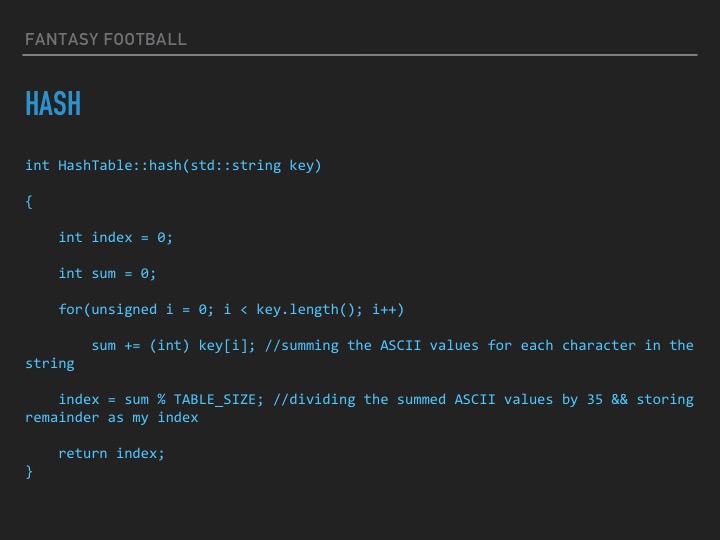 FANTASY FOOTBALL
HASH
int HashTable::hash(std::string key)
{
int index = 0;
int sum = 0;
for(unsigned i = 0; i < key.length(); i++)
sum += (int) key[i]; //summing the ASCII values for each character in the
string
index = sum % TABLE_SIZE; //dividing the summed ASCII values by 35 && storing
remainder as my index
return index;
}